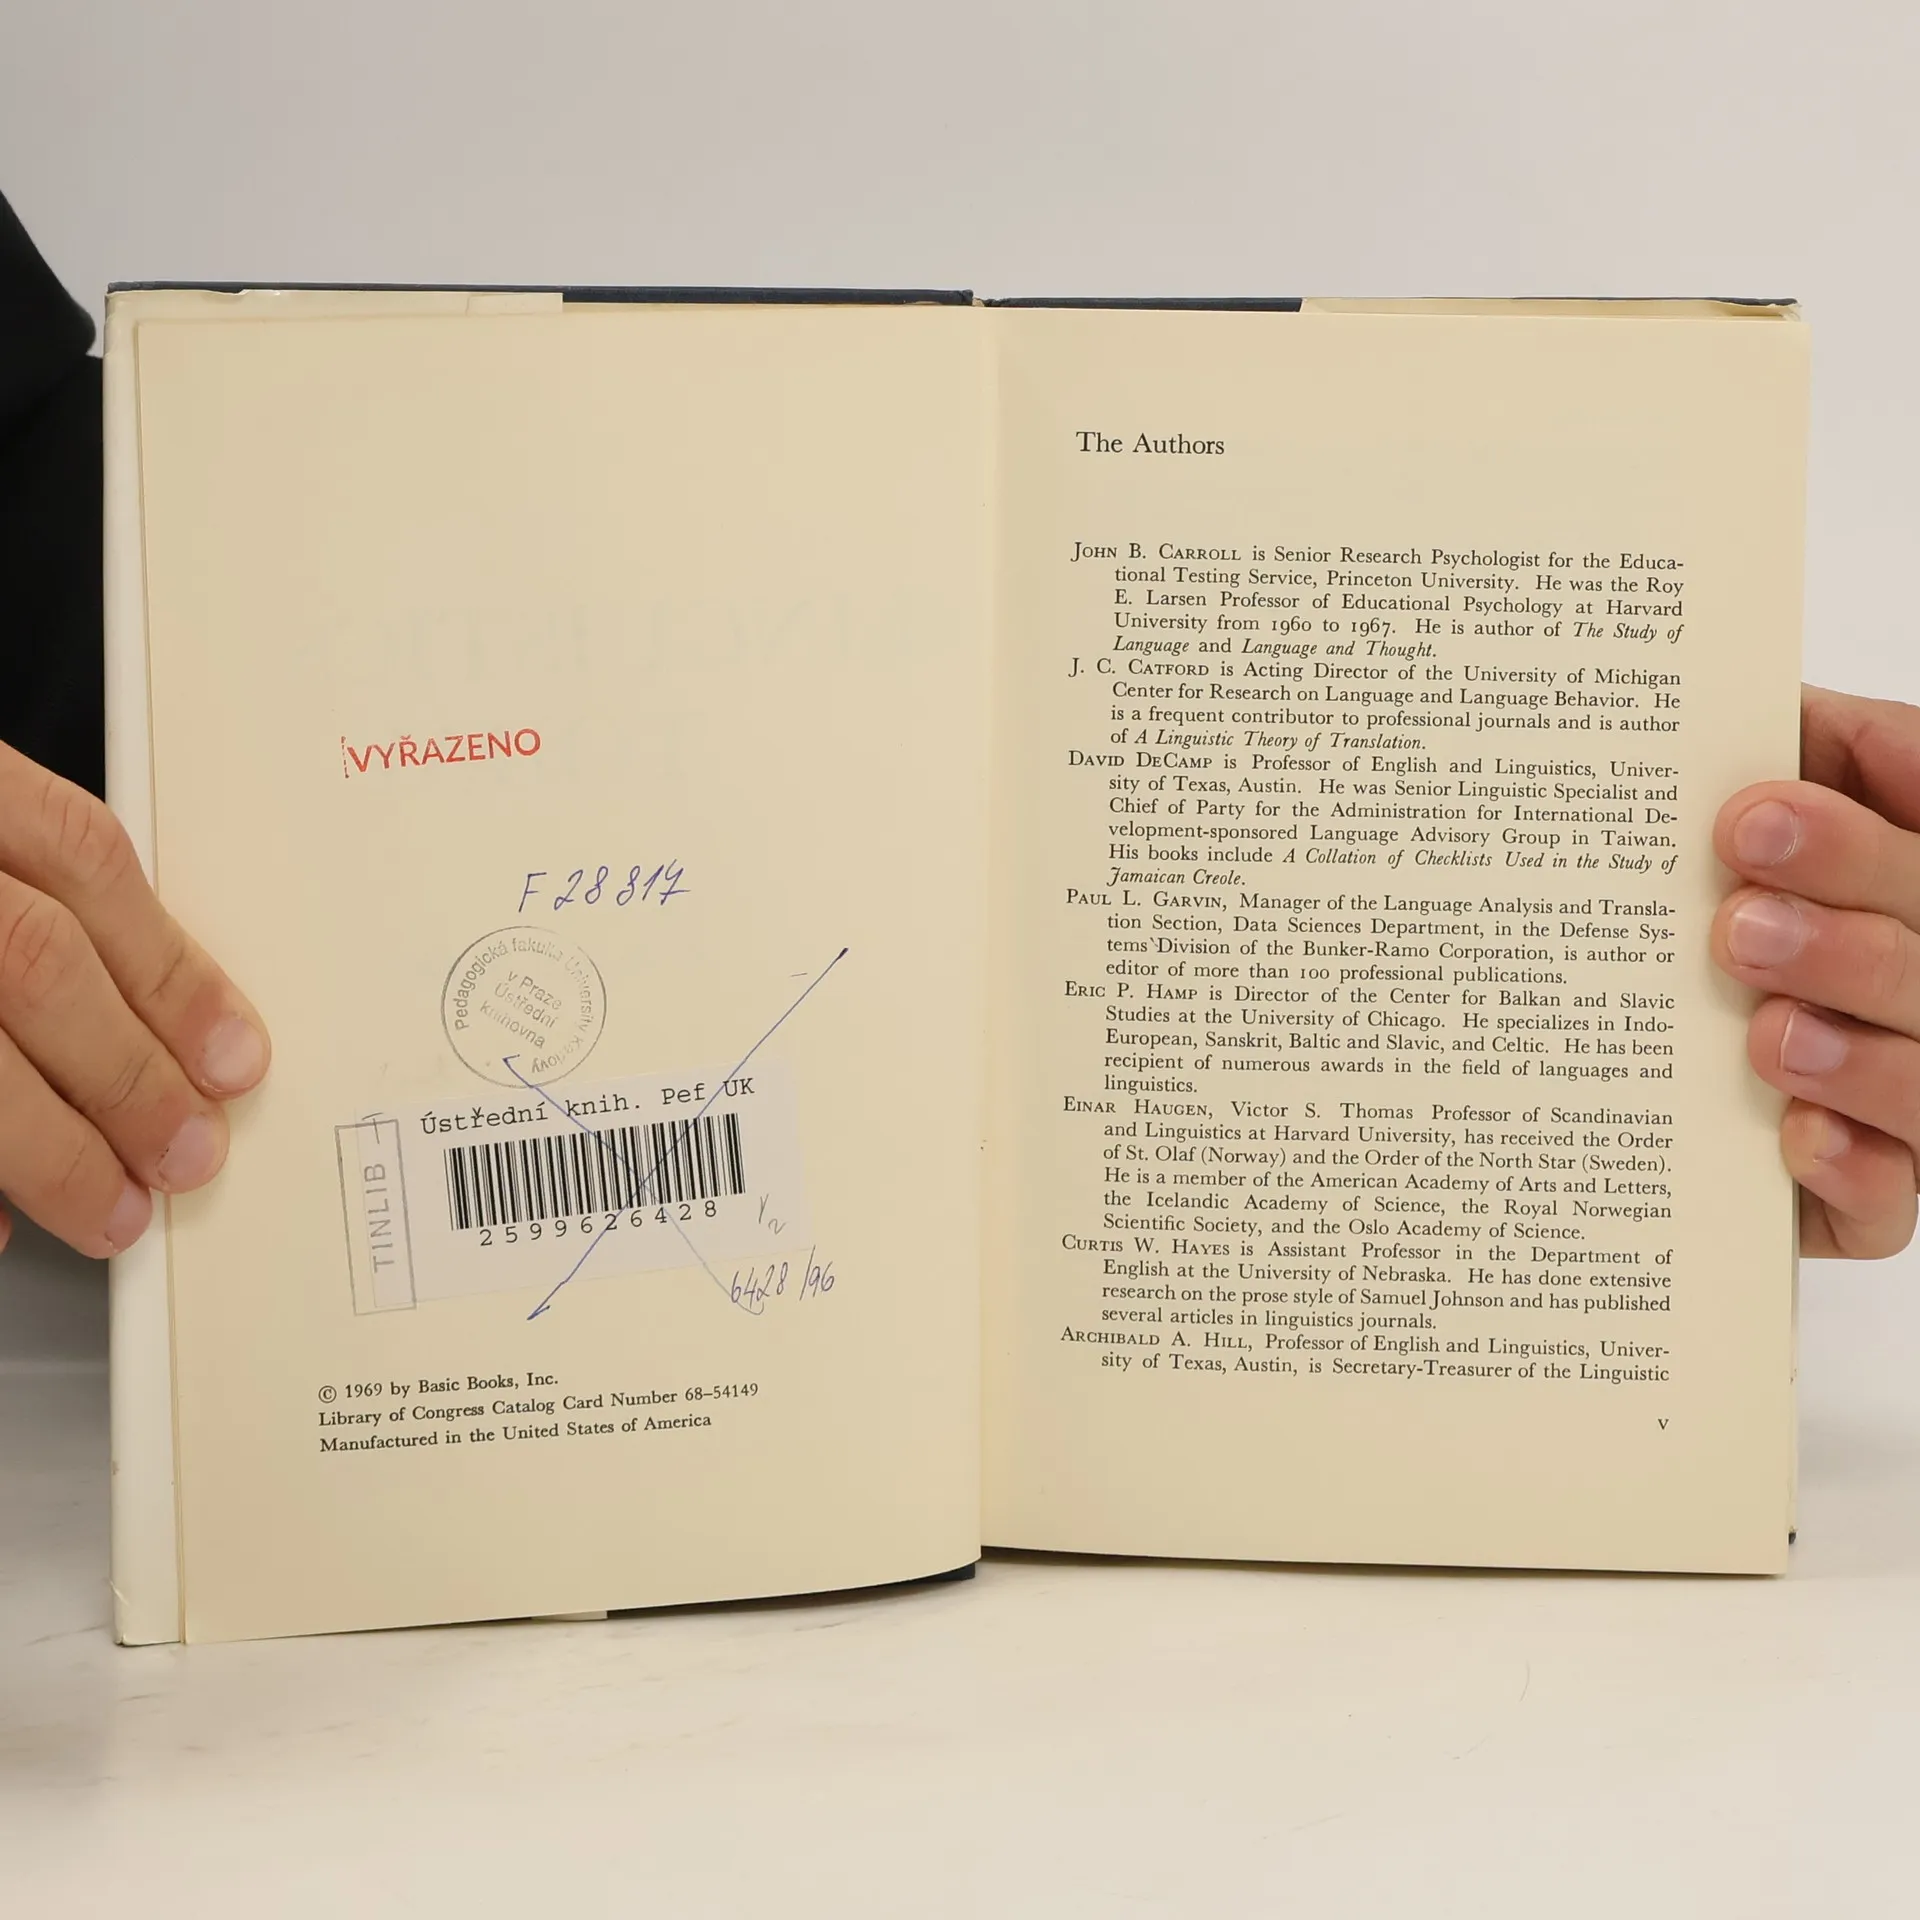 VYŘAZENO
F 28 817
Pedagogická fakulta University Karlovy
v Praze
Ústřední
knihovna
Ústřední knih. Pef UK
TINLIB
2599626428
6428/96
© 1969 by Basic Books, Inc.
Library of Congress Catalog Card Number 68–54149
Manufactured in the United States of America
The Authors
John B. Carroll is Senior Research Psychologist for the Educa-
tional Testing Service, Princeton University. He was the Roy
E. Larsen Professor of Educational Psychology at Harvard
University from 1960 to 1967. He is author of The Study of
Language and Language and Thought.
J. C. Catford is Acting Director of the University of Michigan
Center for Research on Language and Language Behavior. He
is a frequent contributor to professional journals and is author
of A Linguistic Theory of Translation.
David DeCamp is Professor of English and Linguistics, Univer-
sity of Texas, Austin. He was Senior Linguistic Specialist and
Chief of Party for the Administration for International De-
velopment-sponsored Language Advisory Group in Taiwan.
His books include A Collation of Checklists Used in the Study of
Jamaican Creole.
Paul L. Garvin, Manager of the Language Analysis and Transla-
tion Section, Data Sciences Department, in the Defense Sys-
tems Division of the Bunker-Ramo Corporation, is author or
editor of more than 100 professional publications.
Eric P. Hamp is Director of the Center for Balkan and Slavic
Studies at the University of Chicago. He specializes in Indo-
European, Sanskrit, Baltic and Slavic, and Celtic. He has been
recipient of numerous awards in the field of languages and
linguistics.
Einar Haugen, Victor S. Thomas Professor of Scandinavian
and Linguistics at Harvard University, has received the Order
of St. Olaf (Norway) and the Order of the North Star (Sweden).
He is a member of the American Academy of Arts and Letters,
the Icelandic Academy of Science, the Royal Norwegian
Scientific Society, and the Oslo Academy of Science.
Curtis W. Hayes is Assistant Professor in the Department of
English at the University of Nebraska. He has done extensive
research on the prose style of Samuel Johnson and has published
several articles in linguistics journals.
Archibald A. Hill, Professor of English and Linguistics, Univer-
sity of Texas, Austin, is Secretary-Treasurer of the Linguistic
v